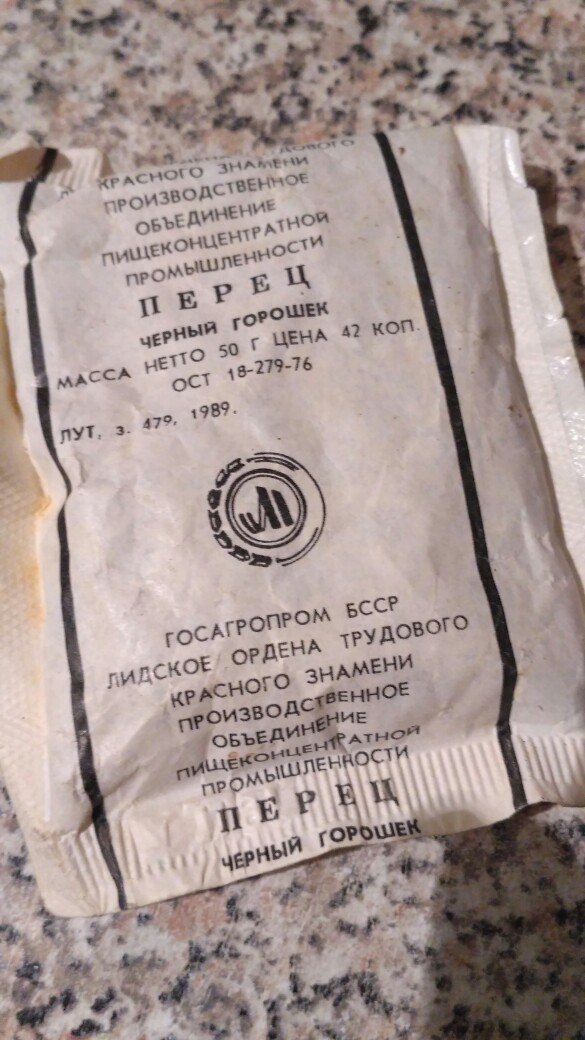 ТРУДОВОГО
КРАСНОГО ЗНАМЕНИ
ПРОИЗВОДСТВЕННОЕ
ОБЪЕДИНЕНИЕ
ПИЩЕКОНЦЕНТРАТНОЙ
ПРОМЫШЛЕННОСТИ
ПЕРЕЦ
ЧЕРНЫЙ ГОРОШЕК
МАССА НЕТТО 50 Г ЦЕНА 42 КОП.
ОСТ 18-279-76
ЛУТ, з. 479, 1989.
ГОСАГРОПРОМ БССР
ЛИДСКОЕ ОРДЕНА ТРУДОВОГО
КРАСНОГО ЗНАМЕНИ
ПРОИЗВОДСТВЕННОЕ
ОБЪЕДИНЕНИЕ
ПИЩЕКОНЦЕНТРАТНОЙ
ПРОМЫШЛЕННОСТИ
ПЕРЕЦ
ЧЕРНЫЙ ГОРОШЕК